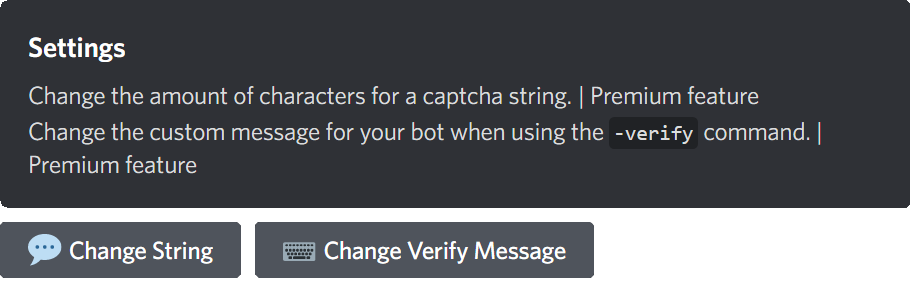 Settings
Change the amount of characters for a captcha string. | Premium feature
Change the custom message for your bot when using the -verify command. |
Premium feature
Change String
Change Verify Message